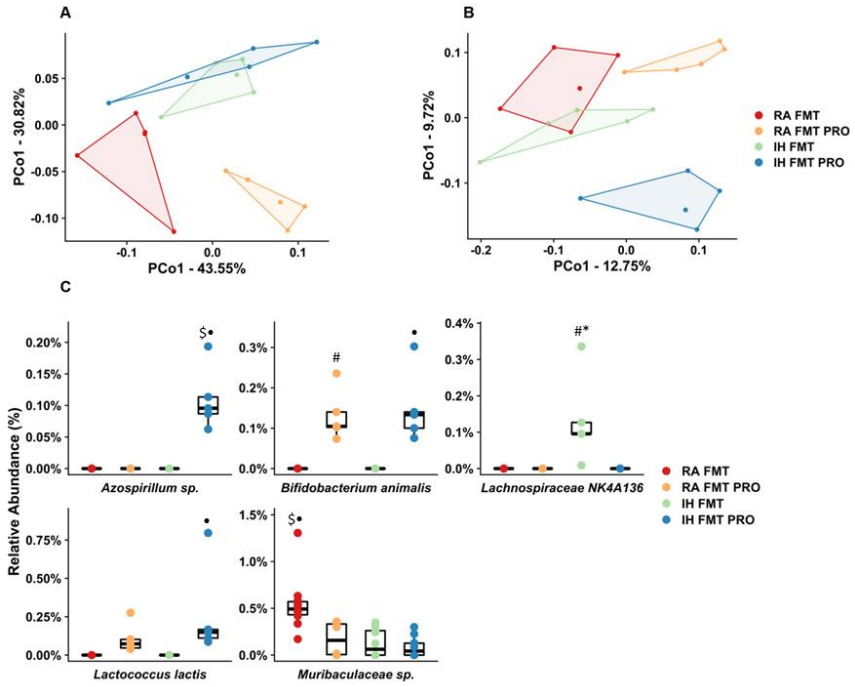 A
B
PCo1 - 30.82%
0.05
0.00
-0.05
-0.10
-0.1
0.0
0.1
PCo1 - 43.55%
PCo1 - 9.72%
0.1
0.0
-0.1
-0.2
-0.1
0.0
0.1
PCo1 - 12.75%
RA FMT
RA FMT PRO
IH FMT
IH FMT PRO
C
Relative Abundance (%)
0.20%
0.15%
0.10%
0.05%
0.00%
$•
Azospirillum sp.
0.3%
0.2%
0.1%
0.0%
#
•
Bifidobacterium animalis
0.4%
0.3%
0.2%
0.1%
0.0%
#*
Lachnospiraceae NK4A136
RA FMT
RA FMT PRO
IH FMT
IH FMT PRO
0.75%
0.50%
0.25%
0.00%
•
Lactococcus lactis
1.5%
1.0%
0.5%
0.0%
$•
Muribaculaceae sp.